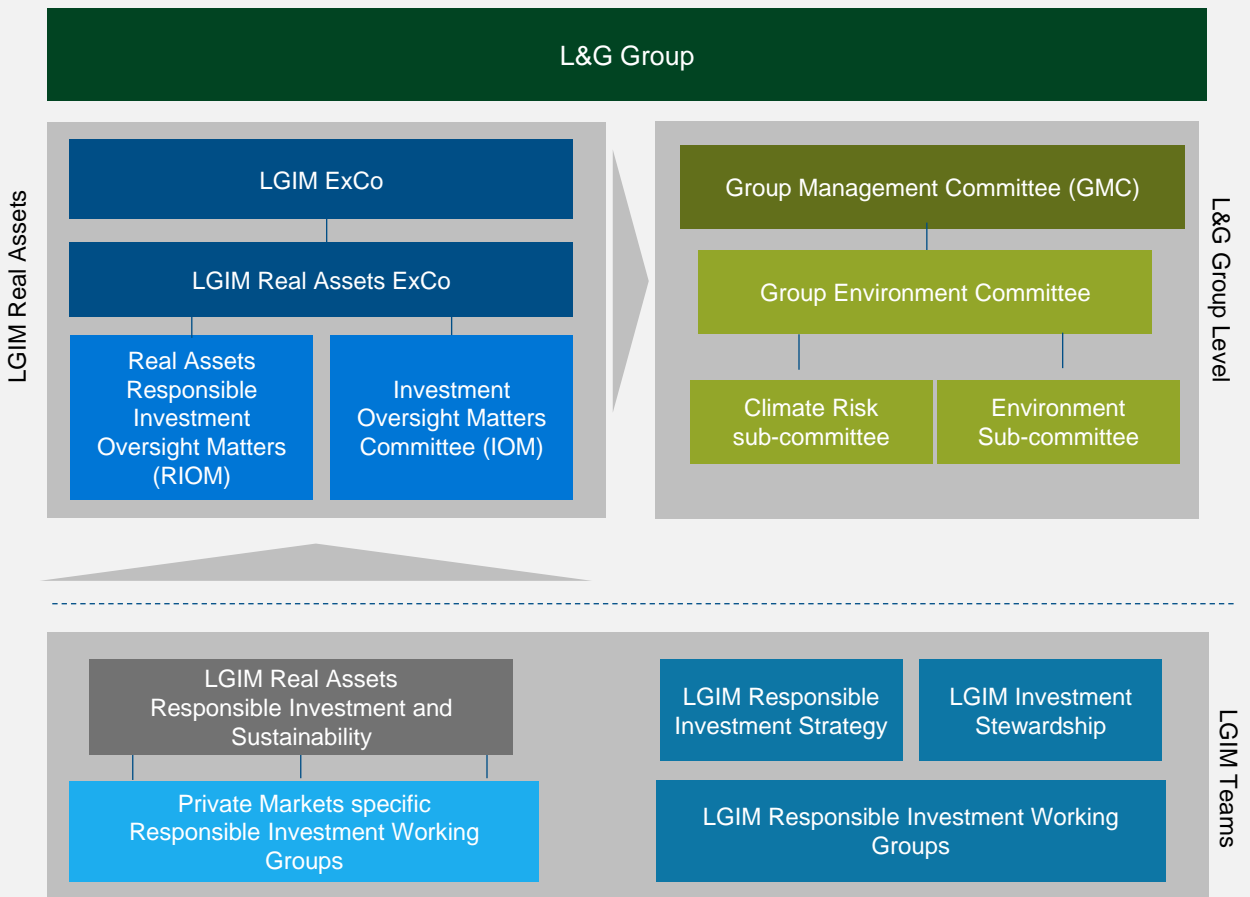 L&G Group
LGIM Real Assets
LGIM ExCo
LGIM Real Assets ExCo
Real Assets
Responsible
Investment
Oversight Matters
(RIOM)
Investment
Oversight Matters
Committee (IOM)
Group Management Committee (GMC)
Group Environment Committee
Climate Risk
sub-committee
Environment
Sub-committee
L&G Group Level
LGIM Real Assets
Responsible Investment and
Sustainability
Private Markets specific
Responsible Investment Working
Groups
LGIM Responsible
Investment Strategy
LGIM Investment
Stewardship
LGIM Responsible Investment Working
Groups
LGIM Teams